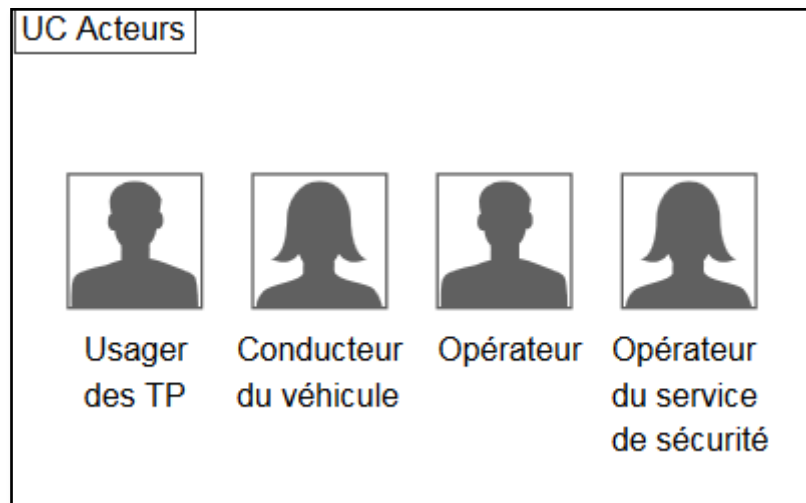 UC Acteurs
Usager
des TP
Conducteur
du véhicule
Opérateur
Opérateur
du service
de sécurité